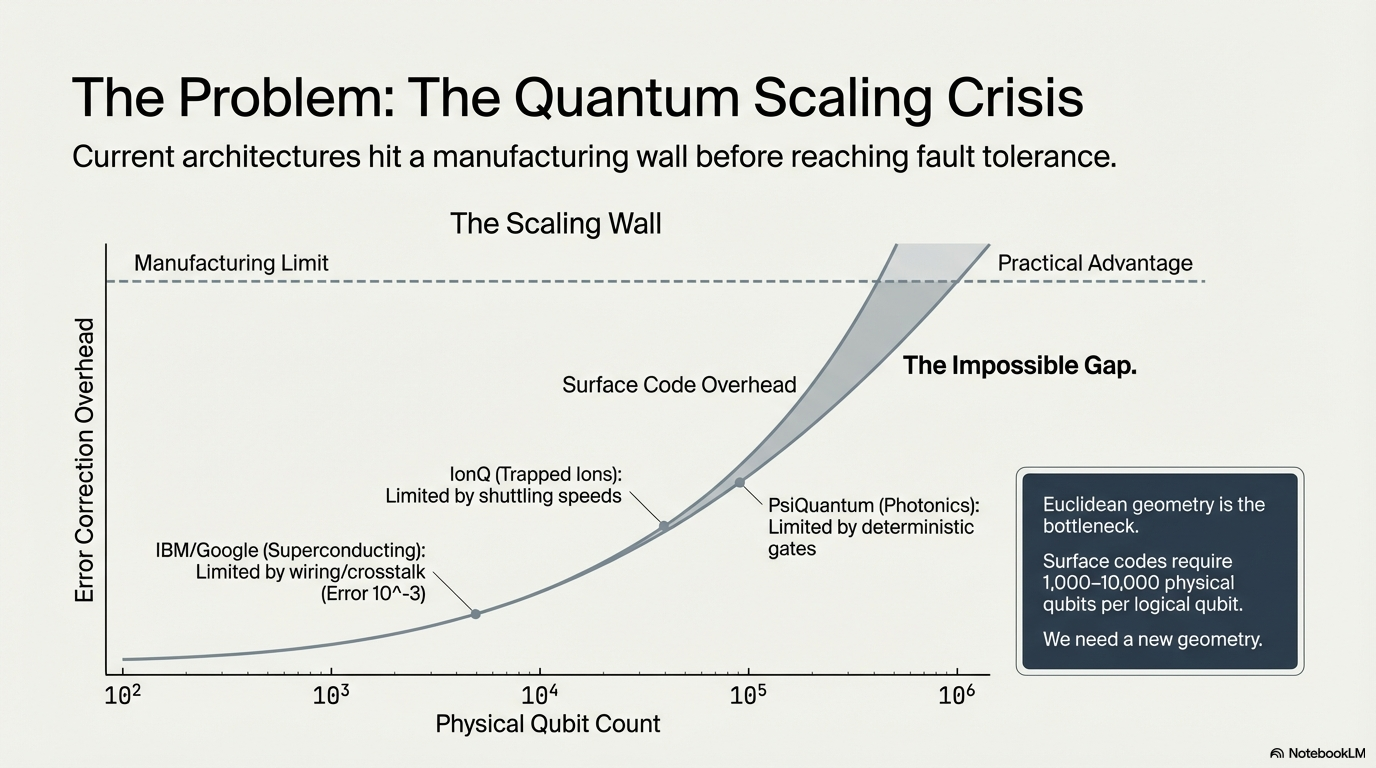 The Problem: The Quantum Scaling Crisis
Current architectures hit a manufacturing wall before reaching fault tolerance.
The Scaling Wall
Manufacturing Limit
Practical Advantage
Error Correction Overhead
Surface Code Overhead
The Impossible Gap.
IonQ (Trapped Ions):
Limited by shuttling speeds
PsiQuantum (Photonics):
Limited by deterministic
gates
IBM/Google (Superconducting):
Limited by wiring/crosstalk
(Error 10^-3)
10²
10³
10⁴
10⁵
10⁶
Physical Qubit Count
Euclidean geometry is the
bottleneck.
Surface codes require
1,000–10,000 physical
qubits per logical qubit.
We need a new geometry.
NotebookLM